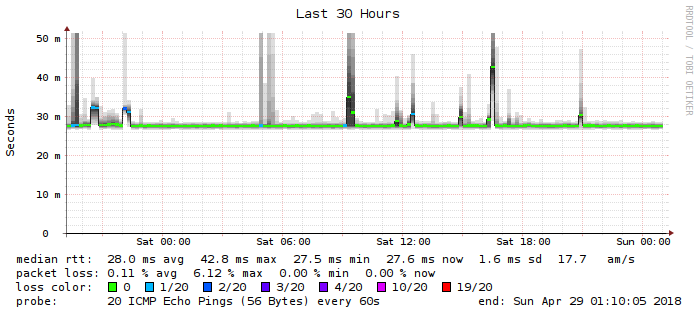 Last 30 Hours
RRDTOOL / TOBI OETIKER
Seconds
50 m
40 m
30 m
20 m
10 m
0
Sat 00:00 Sat 06:00 Sat 12:00 Sat 18:00 Sun 00:00
median rtt: 28.0 ms avg 42.8 ms max 27.5 ms min 27.6 ms now 1.6 ms sd 17.7 am/s
packet loss: 0.11 % avg 6.12 % max 0.00 % min 0.00 % now
loss color: 0 1/20 2/20 3/20 4/20 10/20 19/20
probe: 20 ICMP Echo Pings (56 Bytes) every 60s end: Sun Apr 29 01:10:05 2018